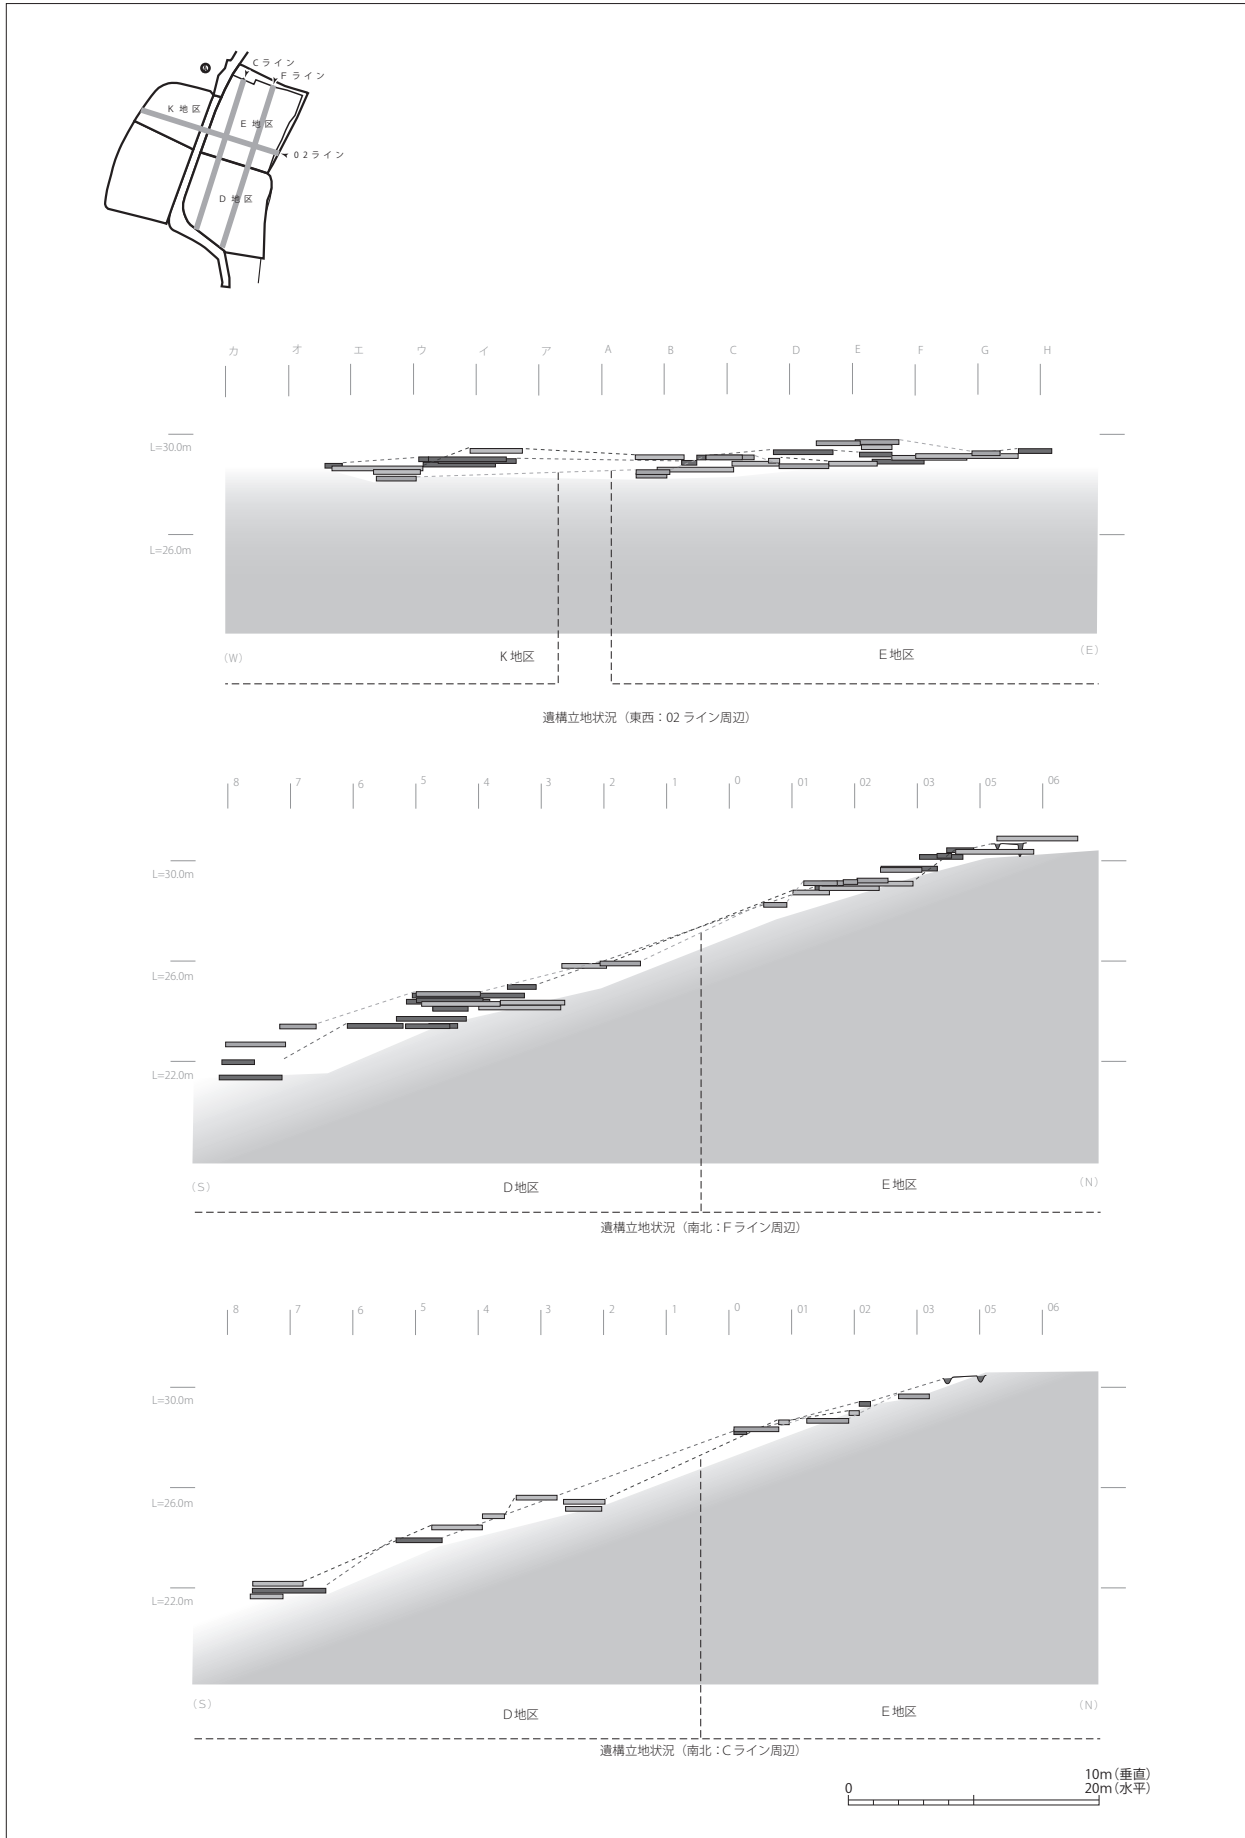 Cライン
Fライン
K 地区
E 地区
02ライン
D 地区
カ オ エ ウ イ ア A B C D E F G H
L=30.0m
L=26.0m
(W) K 地区 E 地区 (E)
遺構立地状況（東西：02 ライン周辺）
8 7 6 5 4 3 2 1 0 01 02 03 05 06
L=30.0m
L=26.0m
L=22.0m
(S) D 地区 E 地区 (N)
遺構立地状況（南北：F ライン周辺）
8 7 6 5 4 3 2 1 0 01 02 03 05 06
L=30.0m
L=26.0m
L=22.0m
(S) D 地区 E 地区 (N)
遺構立地状況（南北：C ライン周辺）
10m（垂直）
0 20m（水平）